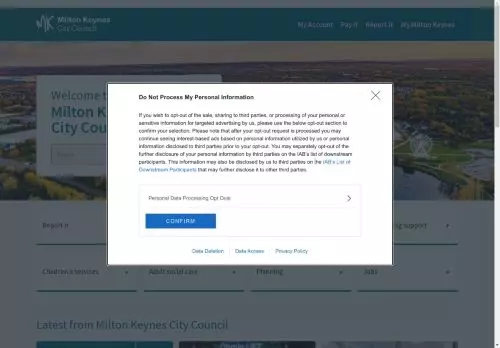 Milton Keynes
City Council
My Account
Pay it
Report it
My Milton Keynes
Welcome to
Milton Keynes
City Council
Search
Do Not Process My Personal Information
If you wish to opt-out of the sale, sharing to third parties, or processing of your personal or
sensitive information for targeted advertising by us, please use the below opt-out section to
confirm your selection. Please note that after your opt-out request is processed you may
continue seeing interest-based ads based on personal information utilized by us or personal
information disclosed to third parties prior to your opt-out. You may separately opt-out of the
further disclosure of your personal information by third parties on the IAB's list of downstream
participants. This information may also be disclosed by us to third parties on the IAB's List of
Downstream Participants that may further disclose it to other third parties.
Personal Data Processing Opt Outs
CONFIRM
Data Deletion
Data Access
Privacy Policy
Report it
support
Children's services
Adult social care
Planning
Jobs
Latest from Milton Keynes City Council